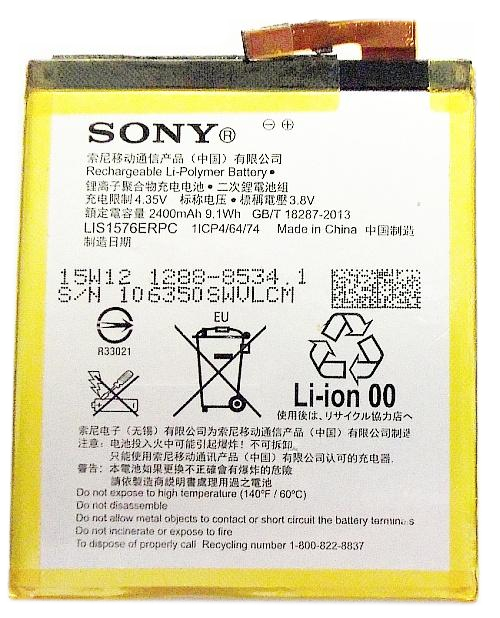 SONY® ⊖ ⊕
索尼移动通信产品（中国）有限公司
Rechargeable Li-Polymer Battery•
锂离子聚合物充电电池 • 二次鋰電池組
充电限制 4.35V 标称电压 • 標稱電壓 3.8V
額定電容量 2400mAh 9.1Wh GB/T 18287-2013
LIS1576ERPC 1ICP4/64/74 Made in China 中国制造
制造日期
15W12 1288-8534.1
S/N 1063509WVLCM
EU
R33021
Li-ion 00
使用後は、リサイクル協力店へ
索尼电子（无锡）有限公司为索尼移动通信产品（中国）有限公司制造
注意：电池投入火中可能引起爆炸！不可拆卸.
只能使用索尼移动通讯产品（中国）有限公司认可的充电器.
警告：本電池如果更換不正確會有爆炸的危險
請依製造商説明書處理用過之電池
Do not expose to high temperature (140°F / 60°C)
Do not disassemble
Do not allow metal objects to contact or short circuit the battery terminals
Do not incinerate or expose to fire
To dispose of properly call Recycling number 1-800-822-8837